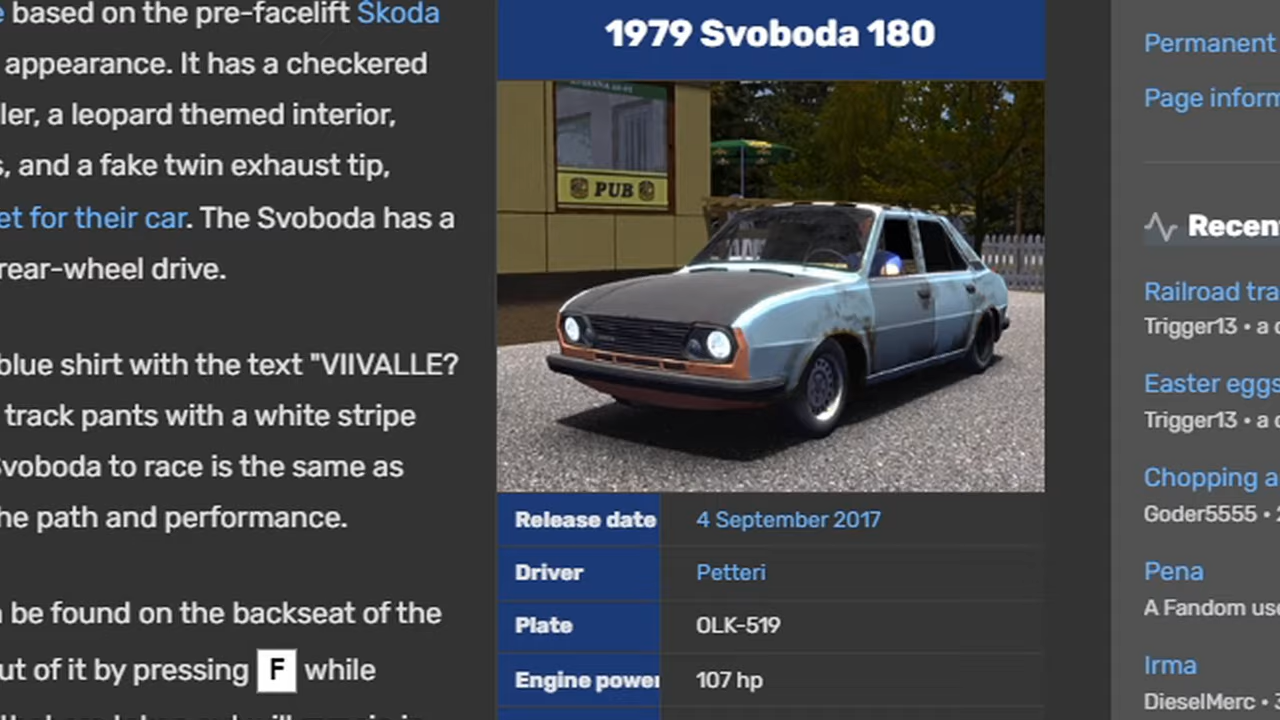 based on the pre-facelift Škoda
appearance. It has a checkered
ler, a leopard themed interior,
s, and a fake twin exhaust tip,
et for their car. The Svoboda has a
rear-wheel drive.
blue shirt with the text "VIIVALLE?
track pants with a white stripe
Svoboda to race is the same as
he path and performance.
be found on the backseat of the
ut of it by pressing F while
1979 Svoboda 180
PUB
Release date 4 September 2017
Driver Petteri
Plate OLK-519
Engine power 107 hp
Permanent
Page inform
Recen
Railroad tra
Trigger13 • a d
Easter eggs
Trigger13 • a d
Chopping a
Goder5555 •
Pena
A Fandom use
Irma
DieselMerc • 3